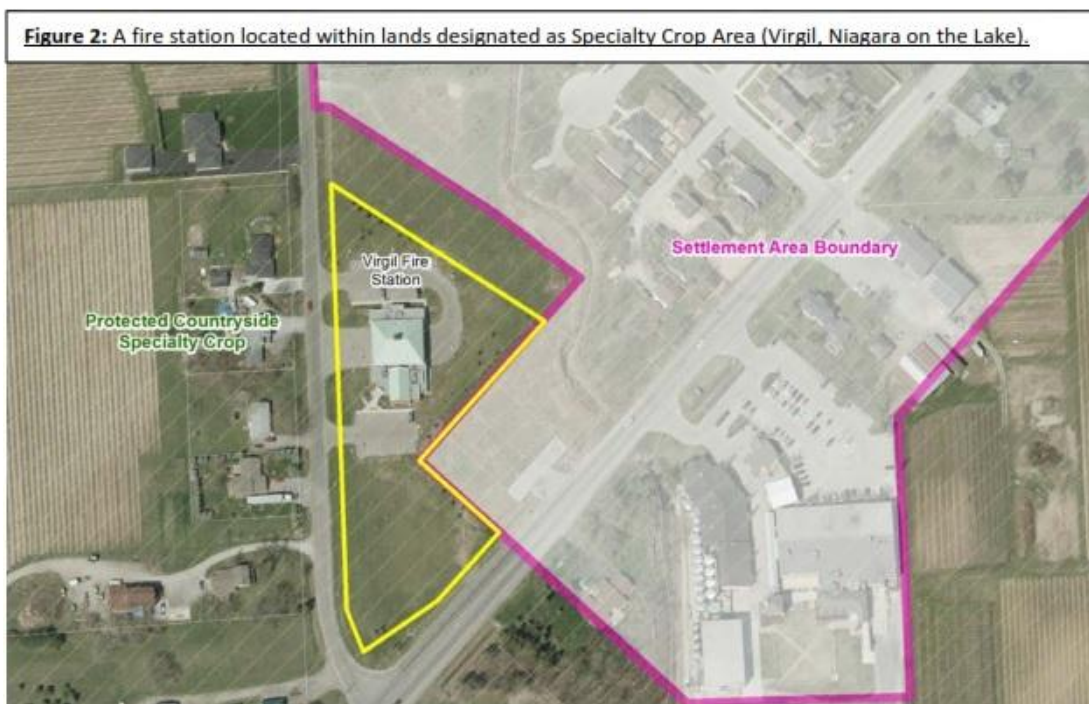 Figure 2: A fire station located within lands designated as Specialty Crop Area (Virgil, Niagara on the Lake).
Settlement Area Boundary
Virgil Fire
Station
Protected Countryside
Specialty Crop